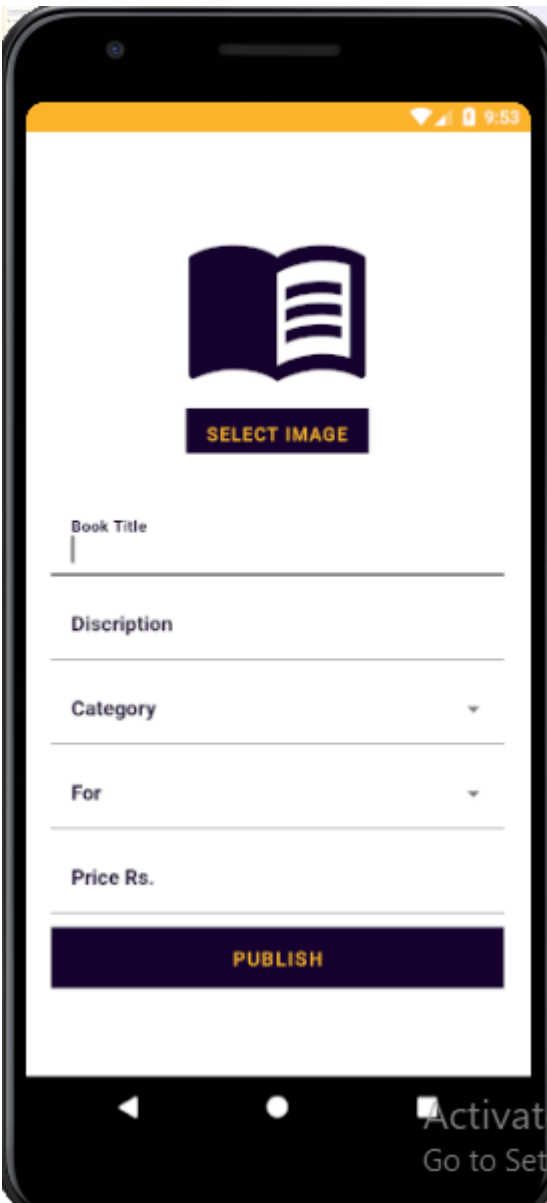 9:53
SELECT IMAGE
Book Title
Discription
Category
For
Price Rs.
PUBLISH
Activat
Go to Set